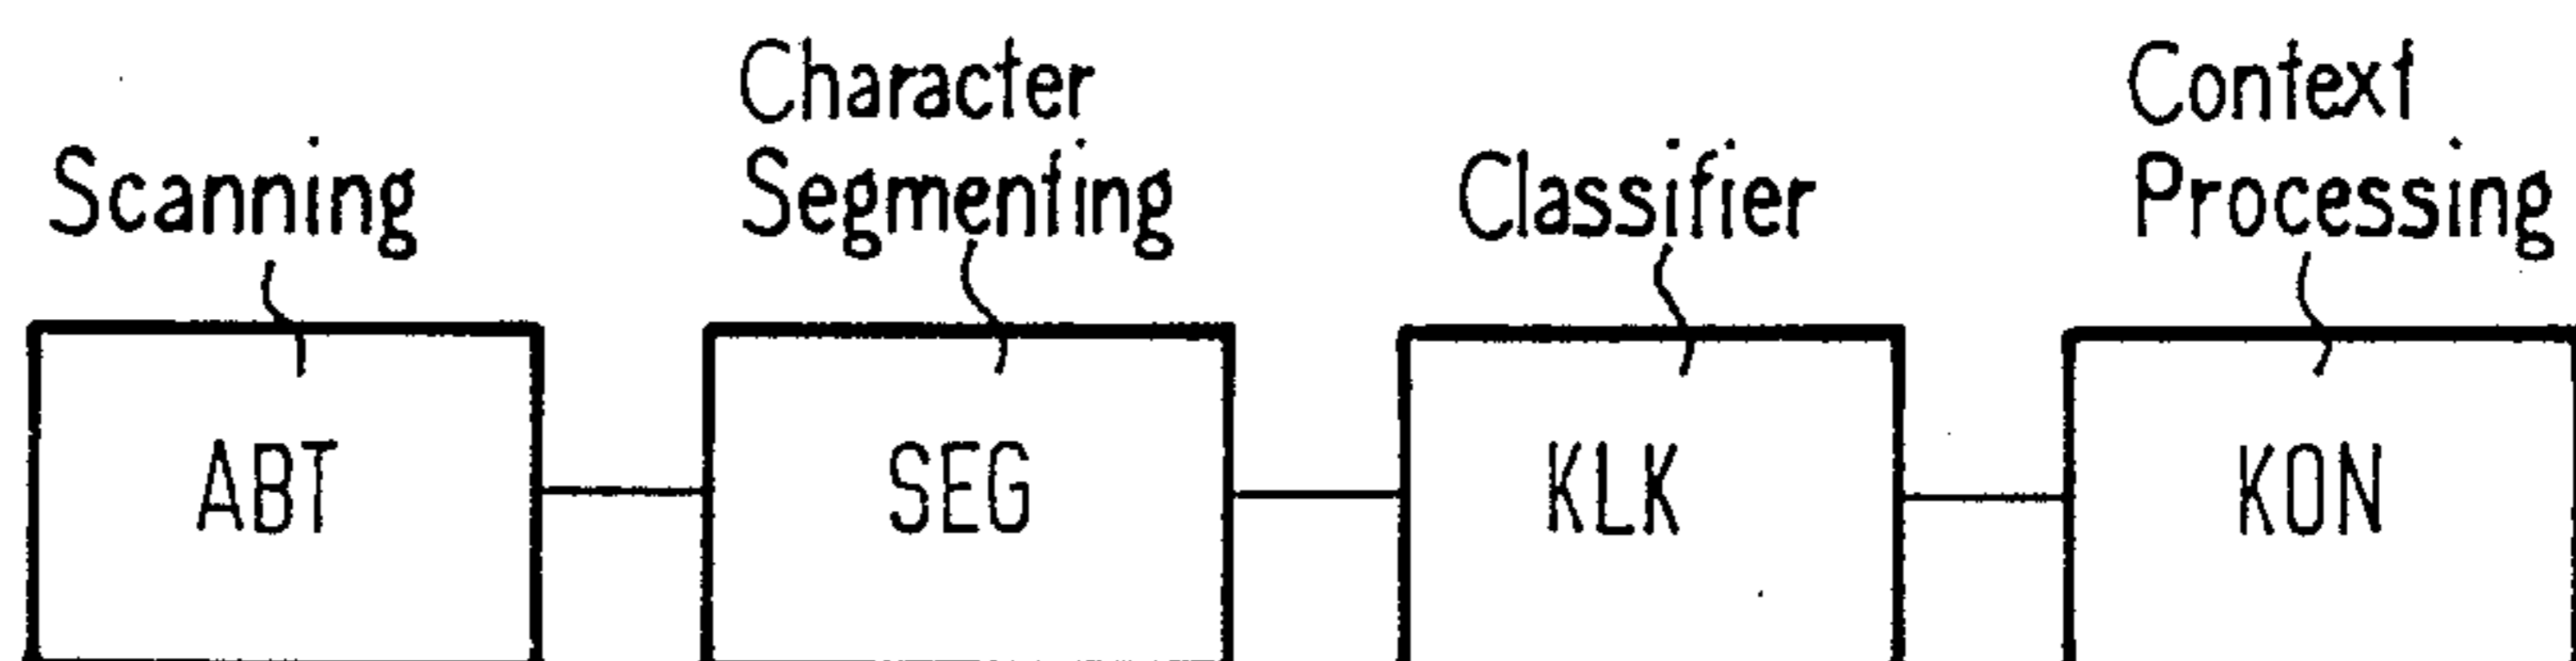 Scanning
Character
Segmenting
Classifier
Context
Processing
ABT
SEG
KLK
KON